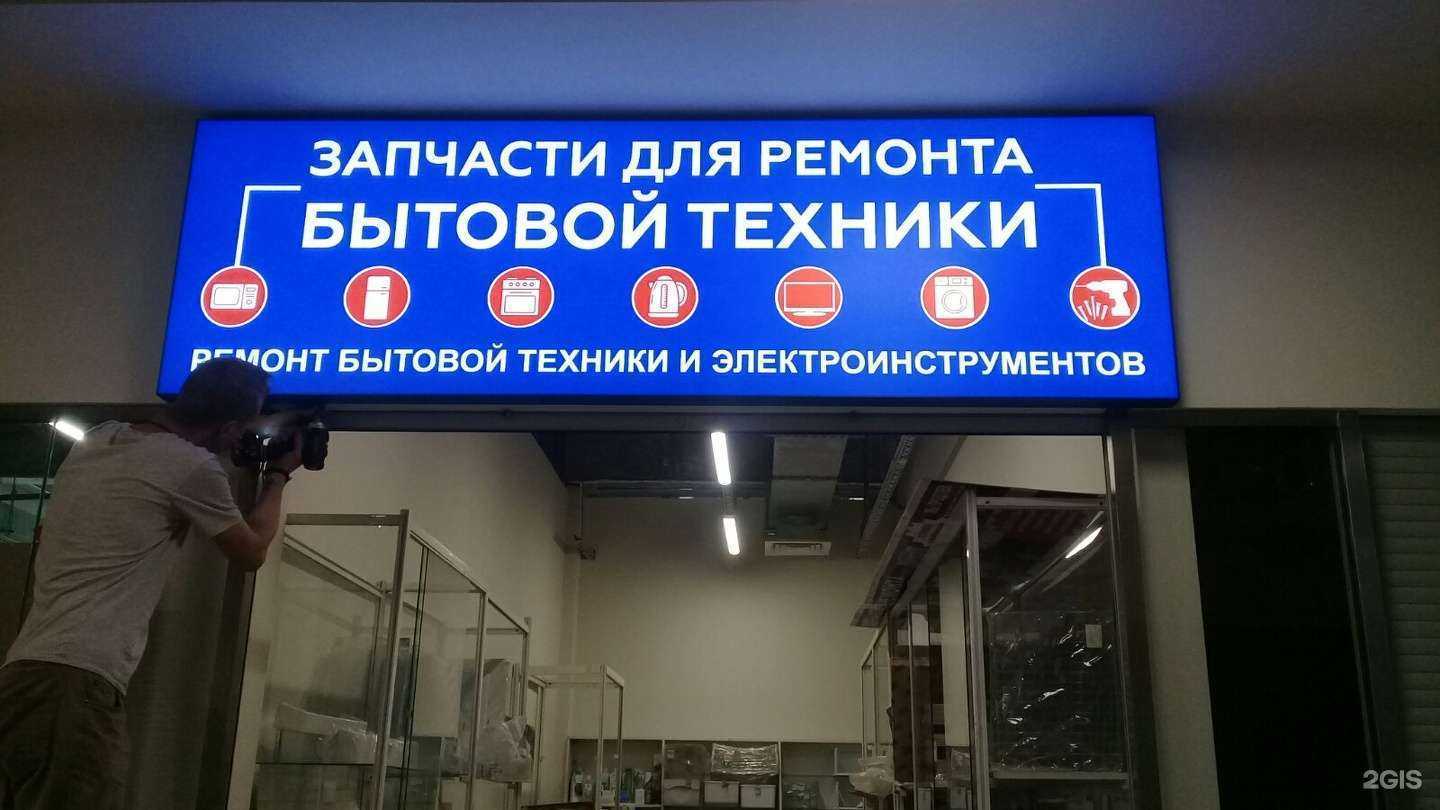 ЗАПЧАСТИ ДЛЯ РЕМОНТА
БЫТОВОЙ ТЕХНИКИ
РЕМОНТ БЫТОВОЙ ТЕХНИКИ И ЭЛЕКТРОИНСТРУМЕНТОВ
2GIS